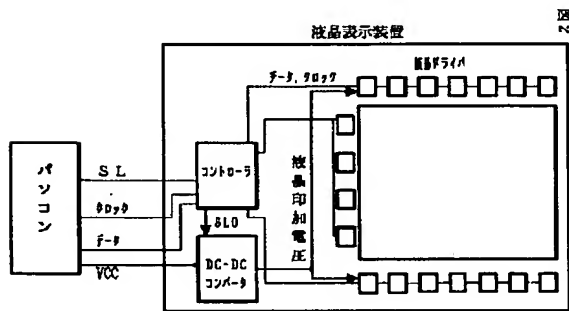 図2
液晶表示装置
液晶ドライバ
データ, クロック
パソコン
SL
クロック
データ
VCC
コントローラ
SLO
DC-DC
コンバータ
液晶印加電圧